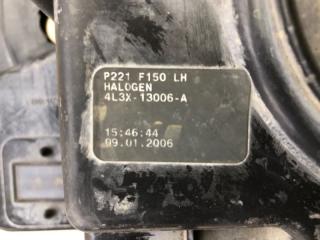 P221 F150 LH
HALOGEN
4L3X-13006-A
15:46:44
09.01.2006